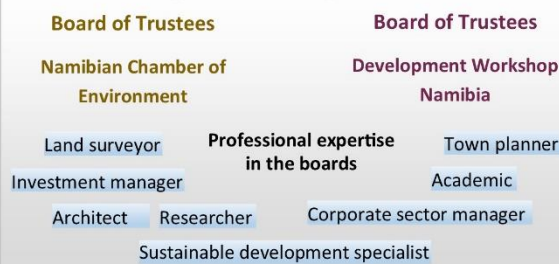 Board of Trustees
Namibian Chamber of
Environment
Board of Trustees
Development Workshop
Namibia
Professional expertise
in the boards
Land surveyor
Town planner
Investment manager
Academic
Architect
Researcher
Corporate sector manager
Sustainable development specialist